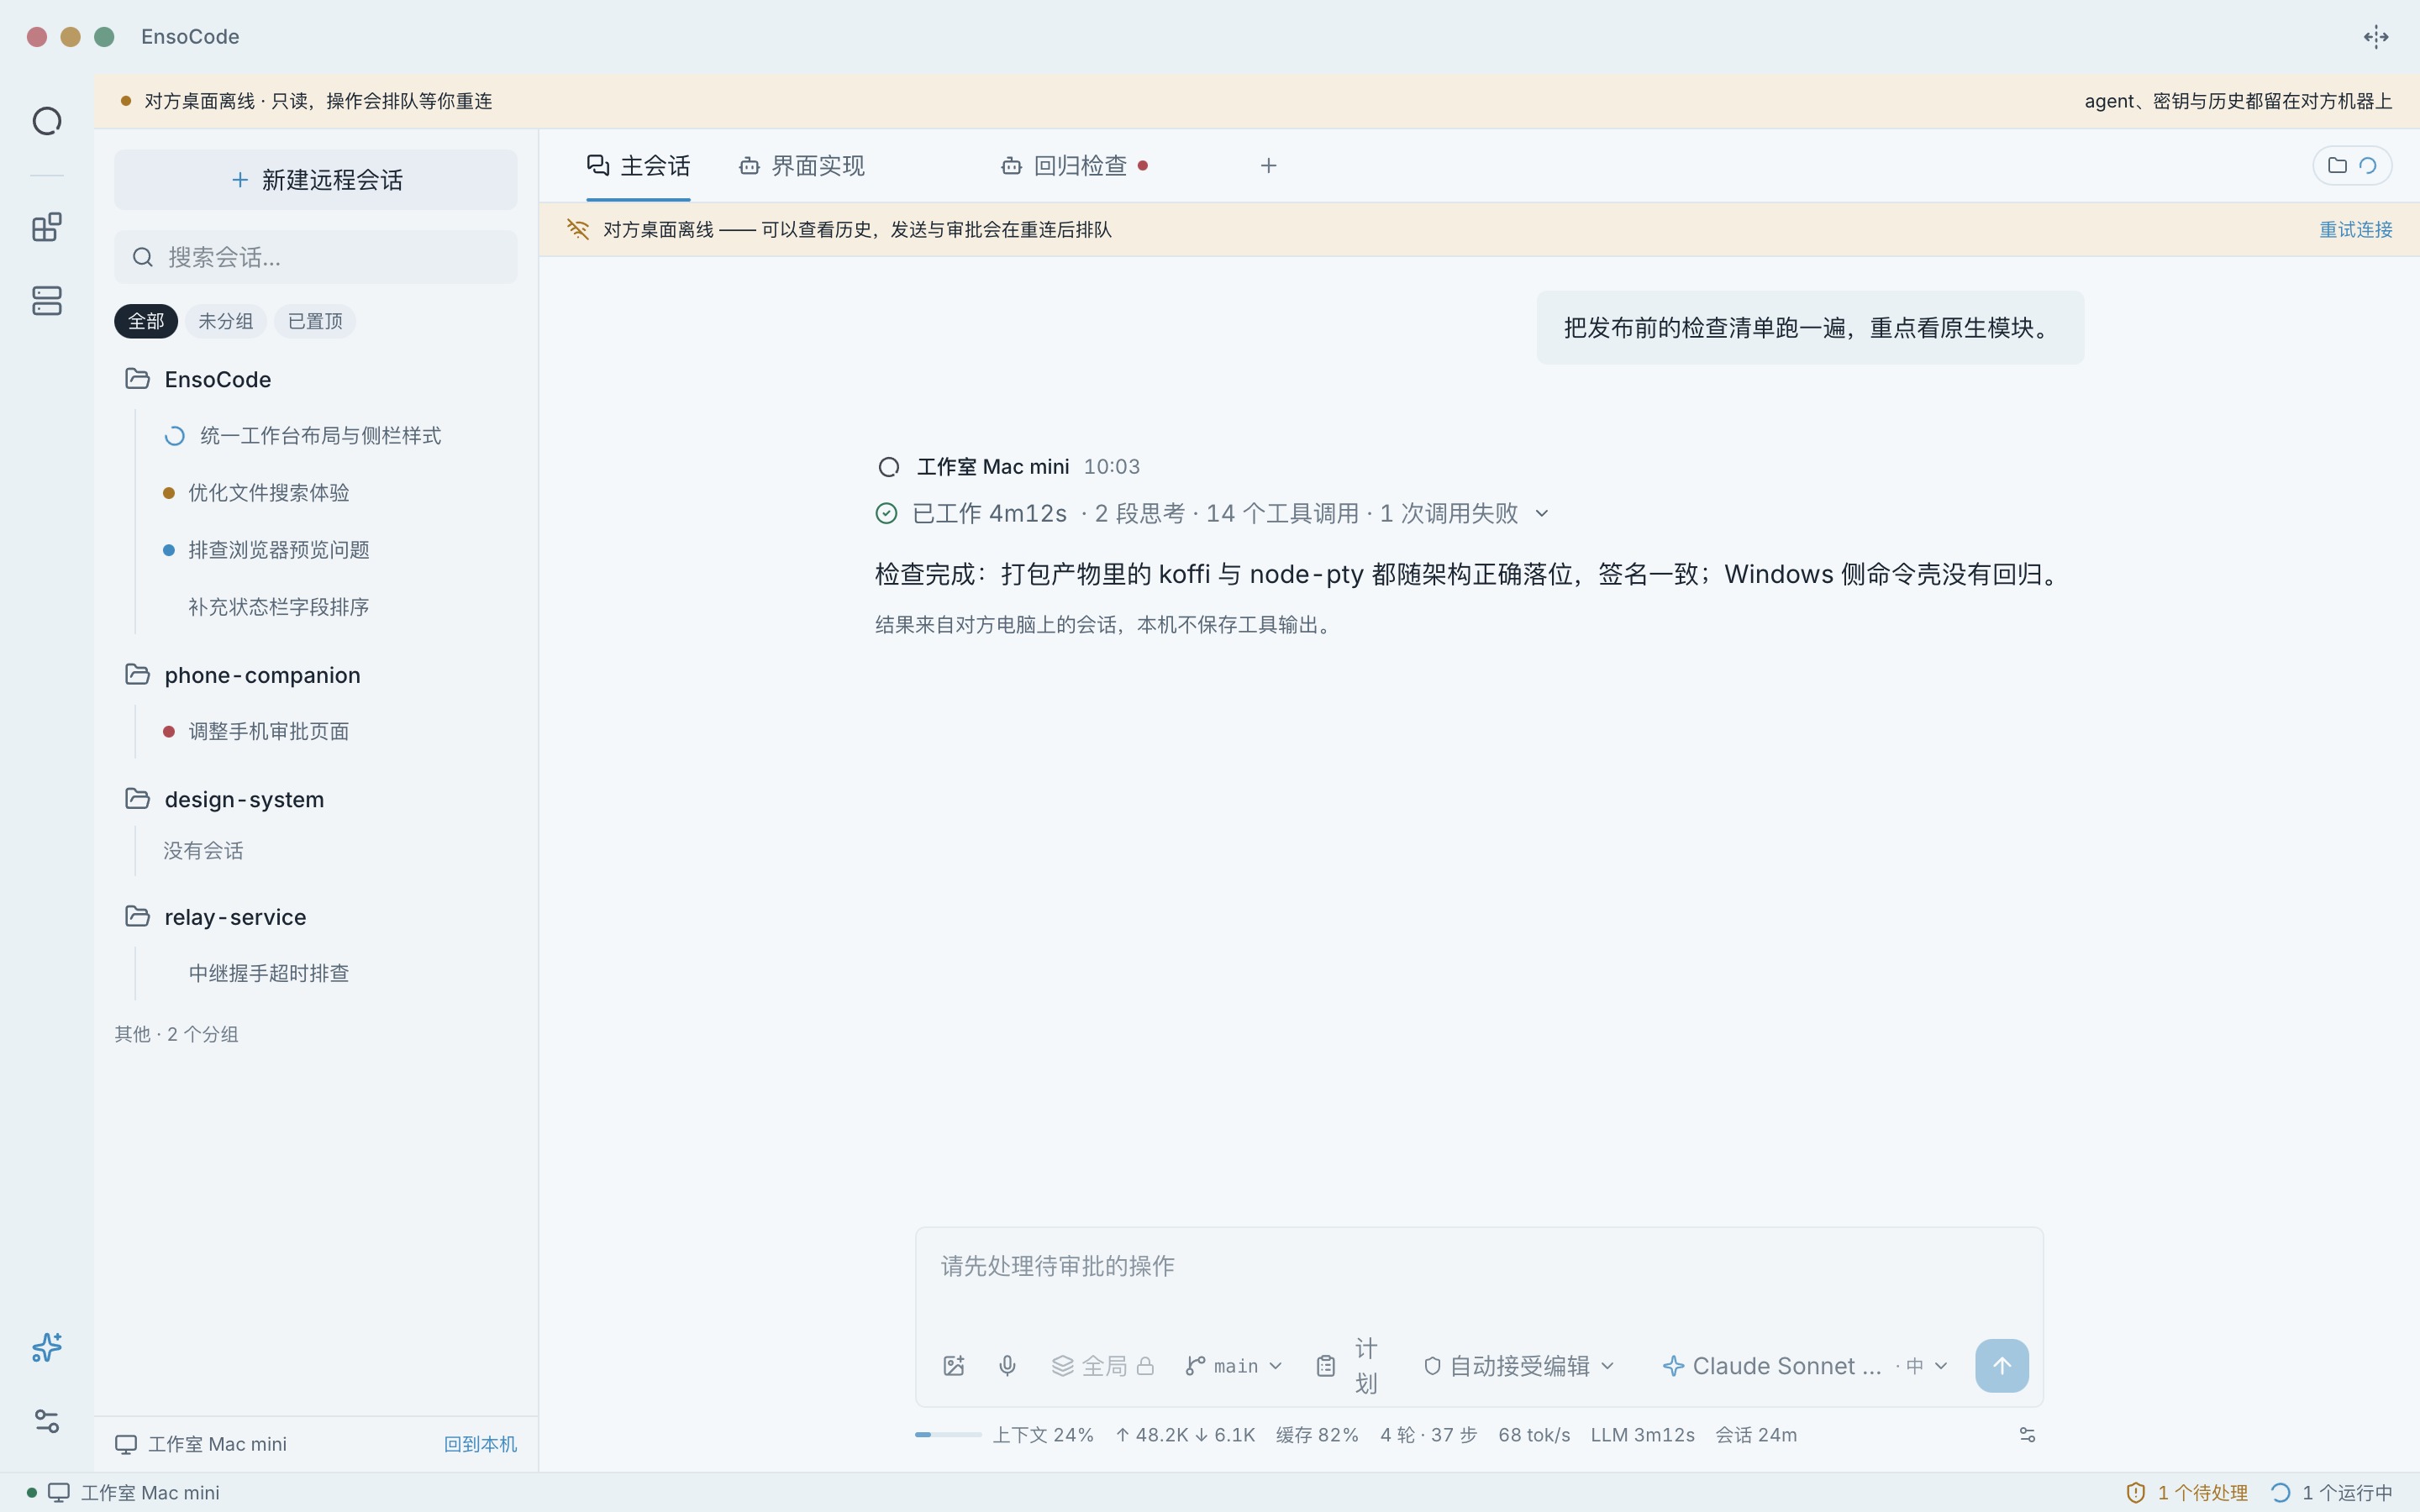 EnsoCode
对方桌面离线 · 只读，操作会排队等你重连
agent、密钥与历史都留在对方机器上
新建远程会话
搜索会话...
全部 未分组 已置顶
EnsoCode
统一工作台布局与侧栏样式
优化文件搜索体验
排查浏览器预览问题
补充状态栏字段排序
phone-companion
调整手机审批页面
design-system
没有会话
relay-service
中继握手超时排查
其他 · 2 个分组
工作室 Mac mini 回到本机
主会话 界面实现 回归检查
对方桌面离线 —— 可以查看历史，发送与审批会在重连后排队 重试连接
把发布前的检查清单跑一遍，重点看原生模块。
工作室 Mac mini 10:03
已工作 4m12s · 2 段思考 · 14 个工具调用 · 1 次调用失败
检查完成：打包产物里的 koffi 与 node-pty 都随架构正确落位，签名一致；Windows 侧命令壳没有回归。
结果来自对方电脑上的会话，本机不保存工具输出。
请先处理待审批的操作
全局 main 计划 自动接受编辑 Claude Sonnet ... · 中
上下文 24% ↑ 48.2K ↓ 6.1K 缓存 82% 4 轮 · 37 步 68 tok/s LLM 3m12s 会话 24m
工作室 Mac mini
1 个待处理 1 个运行中